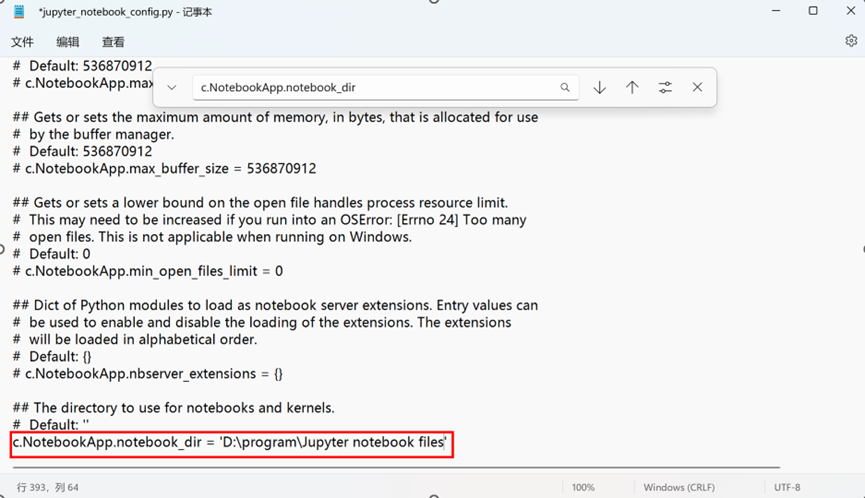 *jupyter_notebook_config.py - 记事本
文件 编辑 查看
# Default: 536870912
# c.NotebookApp.max
c.NotebookApp.notebook_dir
## Gets or sets the maximum amount of memory, in bytes, that is allocated for use
# by the buffer manager.
# Default: 536870912
# c.NotebookApp.max_buffer_size = 536870912
## Gets or sets a lower bound on the open file handles process resource limit.
# This may need to be increased if you run into an OSError: [Errno 24] Too many
# open files. This is not applicable when running on Windows.
# Default: 0
# c.NotebookApp.min_open_files_limit = 0
## Dict of Python modules to load as notebook server extensions. Entry values can
# be used to enable and disable the loading of the extensions. The extensions
# will be loaded in alphabetical order.
# Default: {}
# c.NotebookApp.nbserver_extensions = {}
## The directory to use for notebooks and kernels.
# Default: ''
c.NotebookApp.notebook_dir = 'D:\program\Jupyter notebook files'
行 393，列 64 100% Windows (CRLF) UTF-8